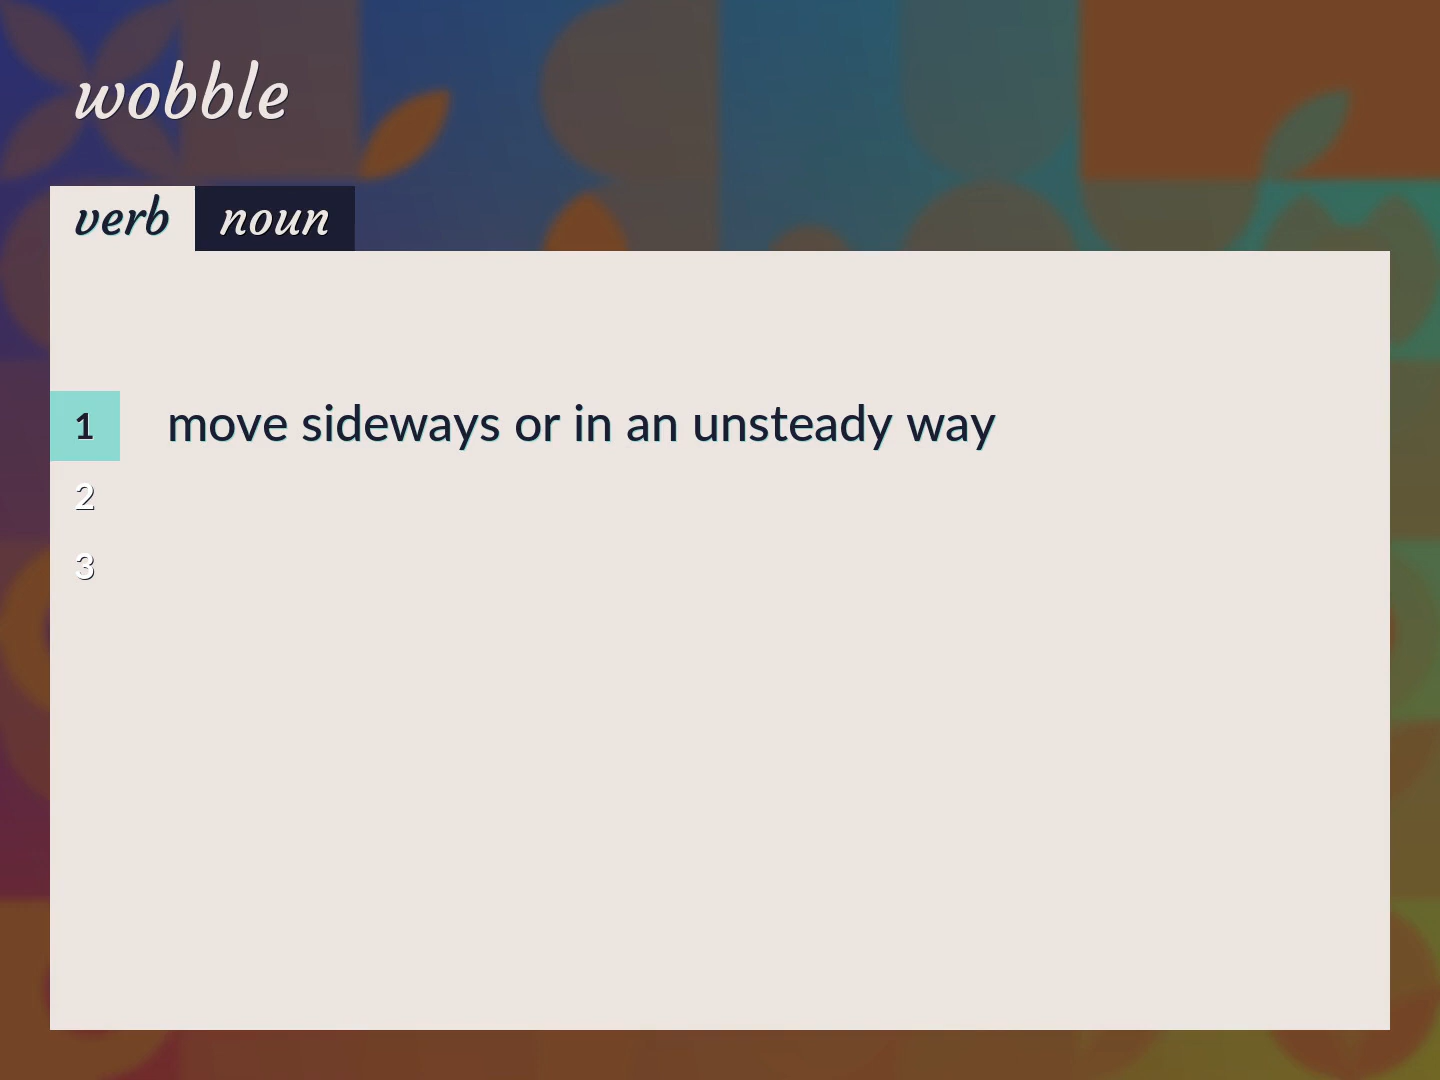 wobble
verb noun
1 move sideways or in an unsteady way
2
3